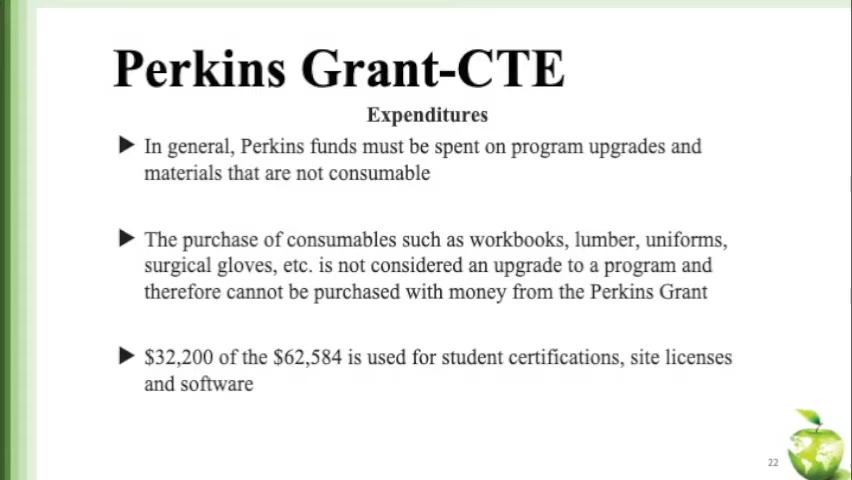 Perkins Grant-CTE
Expenditures
▶ In general, Perkins funds must be spent on program upgrades and
materials that are not consumable
▶ The purchase of consumables such as workbooks, lumber, uniforms,
surgical gloves, etc. is not considered an upgrade to a program and
therefore cannot be purchased with money from the Perkins Grant
▶ $32,200 of the $62,584 is used for student certifications, site licenses
and software
22